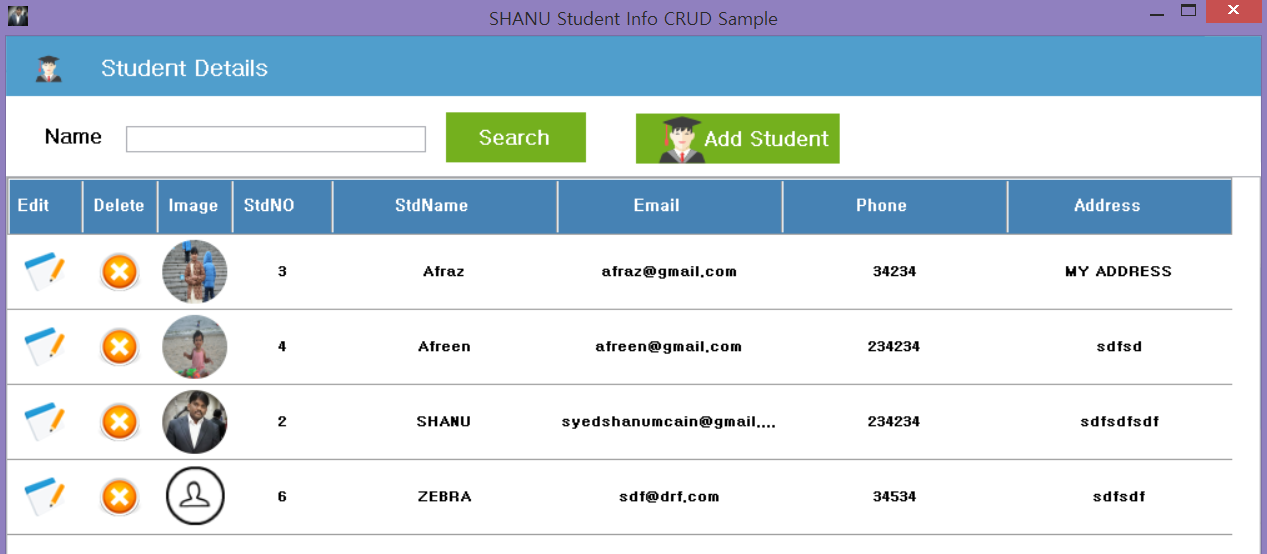 SHANU Student Info CRUD Sample
Student Details
Name Search Add Student
Edit Delete Image StdNO StdName Email Phone Address
3 Afraz afraz@gmail.com 34234 MY ADDRESS
4 Afreen afreen@gmail.com 234234 sdfsd
2 SHANU syedshanumcain@gmail.... 234234 sdfsdfsdf
6 ZEBRA sdf@drf.com 34534 sdfsdf